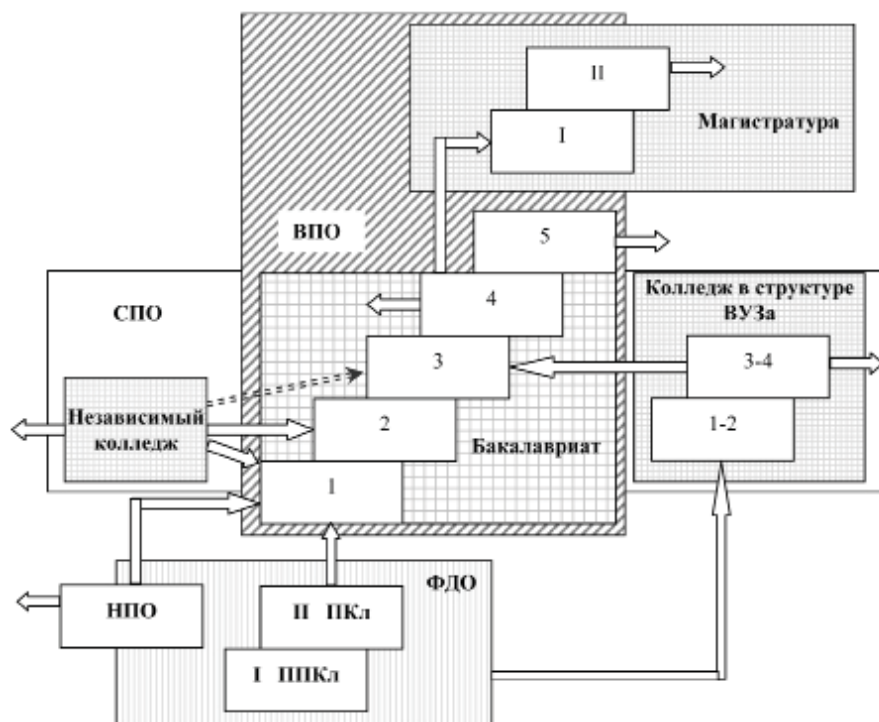 II
Магистратура
I
ВПО
5
СПО
4
Колледж в структуре
ВУЗа
3
3-4
Независимый
колледж
2
1-2
Бакалавриат
1
ФДО
НПО
II ПКл
I ППКл